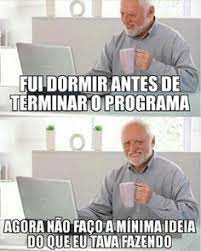 FUI DORMIR ANTES DE
TERMINAR O PROGRAMA
AGORA NÃO FAÇO A MÍNIMA IDEIA
DO QUE EU TAVA FAZENDO